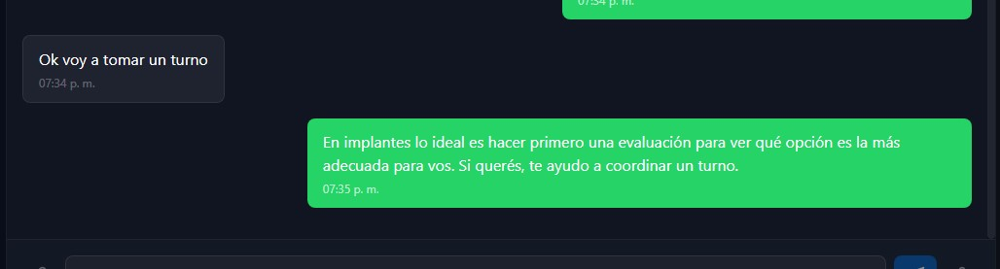 07:34 p. m.
Ok voy a tomar un turno
07:34 p. m.
En implantes lo ideal es hacer primero una evaluación para ver qué opción es la más
adecuada para vos. Si querés, te ayudo a coordinar un turno.
07:35 p. m.